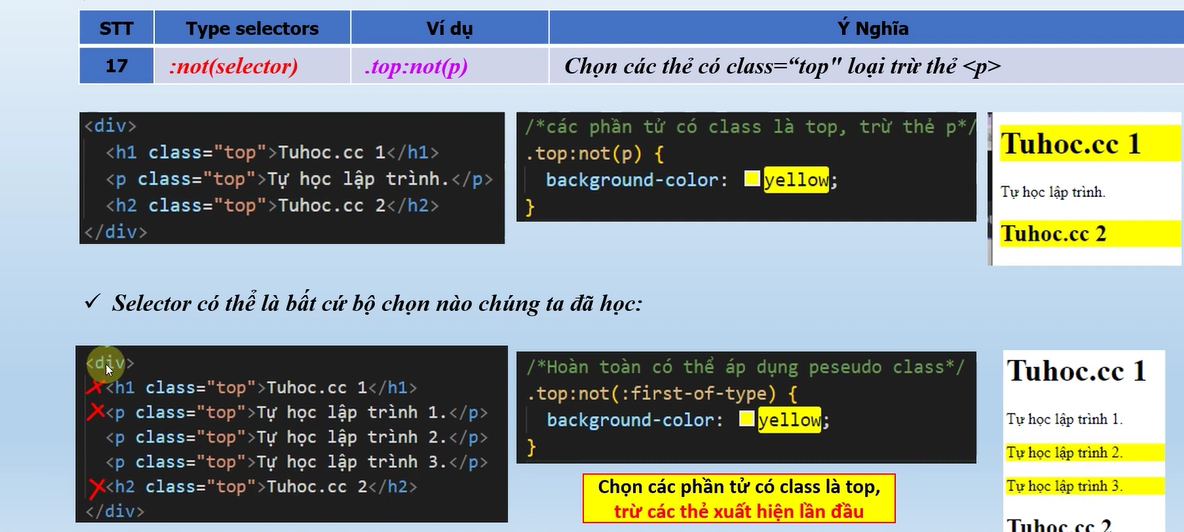 STT Type selectors Ví dụ Ý Nghĩa
17 :not(selector) .top:not(p) Chọn các thẻ có class=“top" loại trừ thẻ <p>
<div>
<h1 class="top">Tuhoc.cc 1</h1>
<p class="top">Tự học lập trình.</p>
<h2 class="top">Tuhoc.cc 2</h2>
</div>
/*các phần tử có class là top, trừ thẻ p*/
.top:not(p) {
background-color: yellow;
}
Tuhoc.cc 1
Tự học lập trình.
Tuhoc.cc 2
✓ Selector có thể là bất cứ bộ chọn nào chúng ta đã học:
<div>
<h1 class="top">Tuhoc.cc 1</h1>
<p class="top">Tự học lập trình 1.</p>
<p class="top">Tự học lập trình 2.</p>
<p class="top">Tự học lập trình 3.</p>
<h2 class="top">Tuhoc.cc 2</h2>
</div>
/*Hoàn toàn có thể áp dụng peseudo class*/
.top:not(:first-of-type) {
background-color: yellow;
}
Chọn các phần tử có class là top,
trừ các thẻ xuất hiện lần đầu
Tuhoc.cc 1
Tự học lập trình 1.
Tự học lập trình 2.
Tự học lập trình 3.
Tuhoc.cc 2